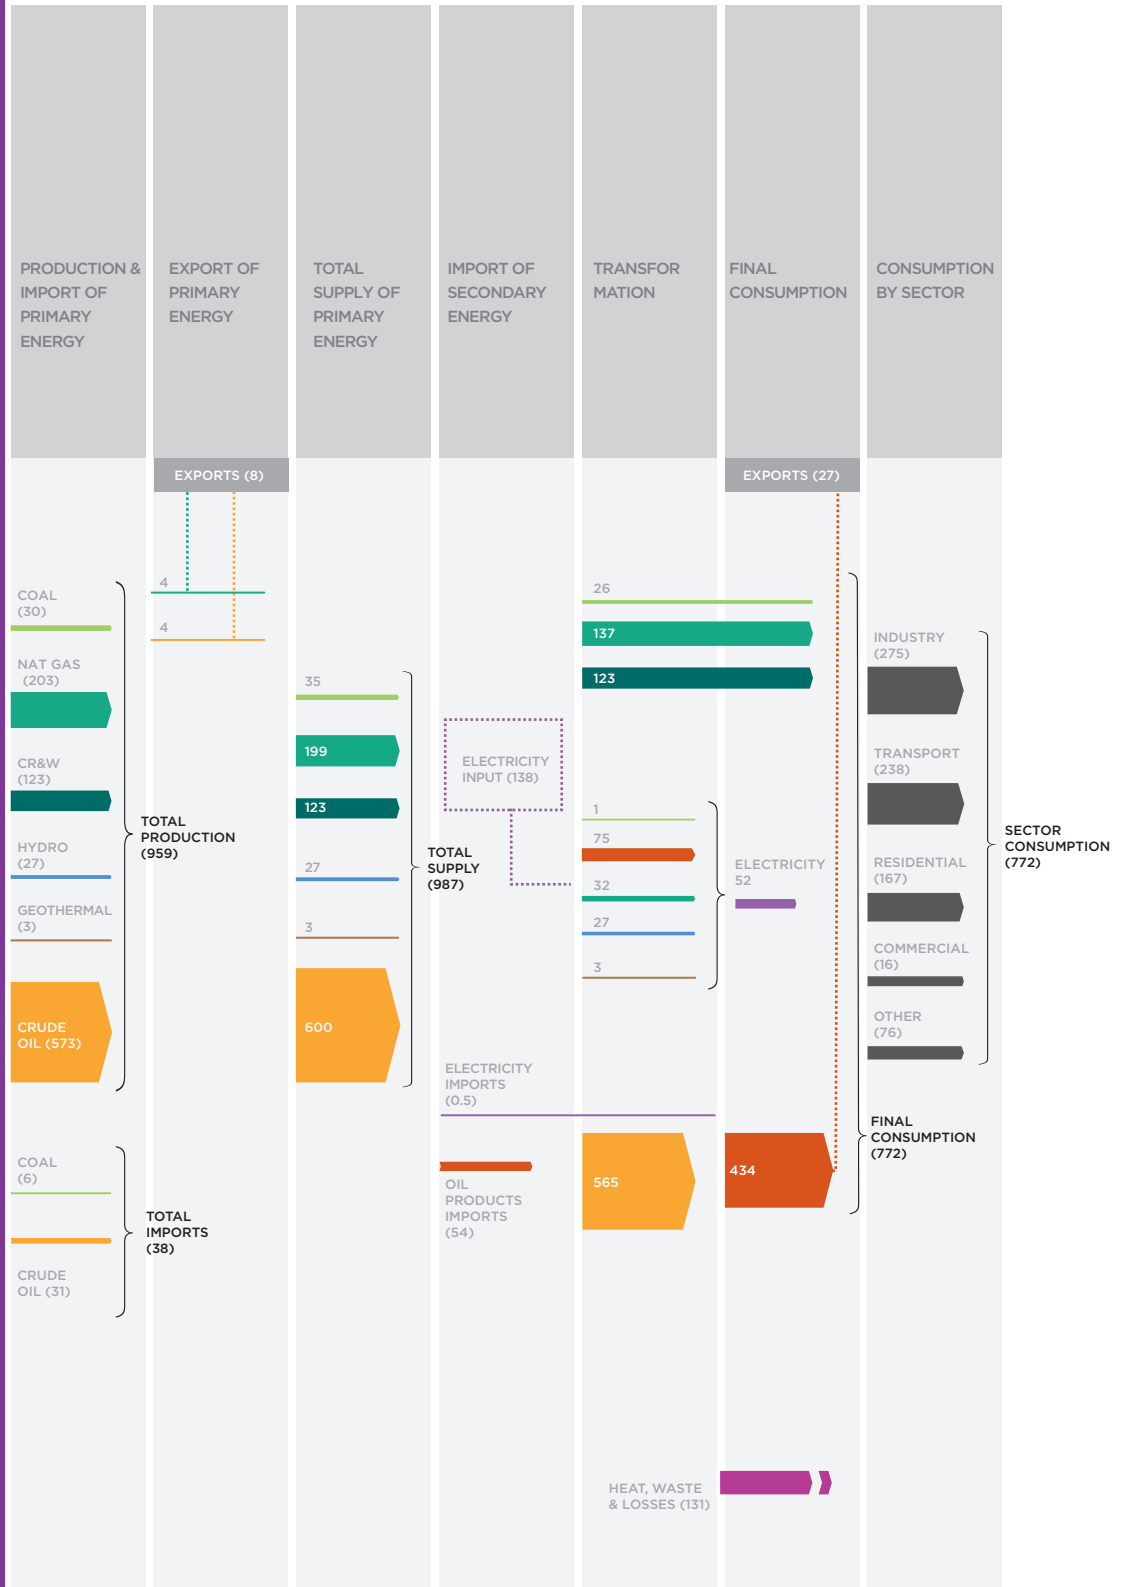 PRODUCTION &
IMPORT OF
PRIMARY
ENERGY
EXPORT OF
PRIMARY
ENERGY
TOTAL
SUPPLY OF
PRIMARY
ENERGY
IMPORT OF
SECONDARY
ENERGY
TRANSFOR
MATION
FINAL
CONSUMPTION
CONSUMPTION
BY SECTOR
COAL
(30)
NAT GAS
(203)
CR&W
(123)
HYDRO
(27)
GEOTHERMAL
(3)
CRUDE
OIL (573)
TOTAL
PRODUCTION
(959)
COAL
(6)
CRUDE
OIL (31)
TOTAL
IMPORTS
(38)
EXPORTS (8)
4
4
35
199
123
27
3
600
TOTAL
SUPPLY
(987)
ELECTRICITY
INPUT (138)
ELECTRICITY
IMPORTS
(0.5)
OIL
PRODUCTS
IMPORTS
(54)
26
137
123
1
75
32
27
3
565
HEAT, WASTE
& LOSSES (131)
EXPORTS (27)
ELECTRICITY
52
434
FINAL
CONSUMPTION
(772)
INDUSTRY
(275)
TRANSPORT
(238)
RESIDENTIAL
(167)
COMMERCIAL
(16)
OTHER
(76)
SECTOR
CONSUMPTION
(772)